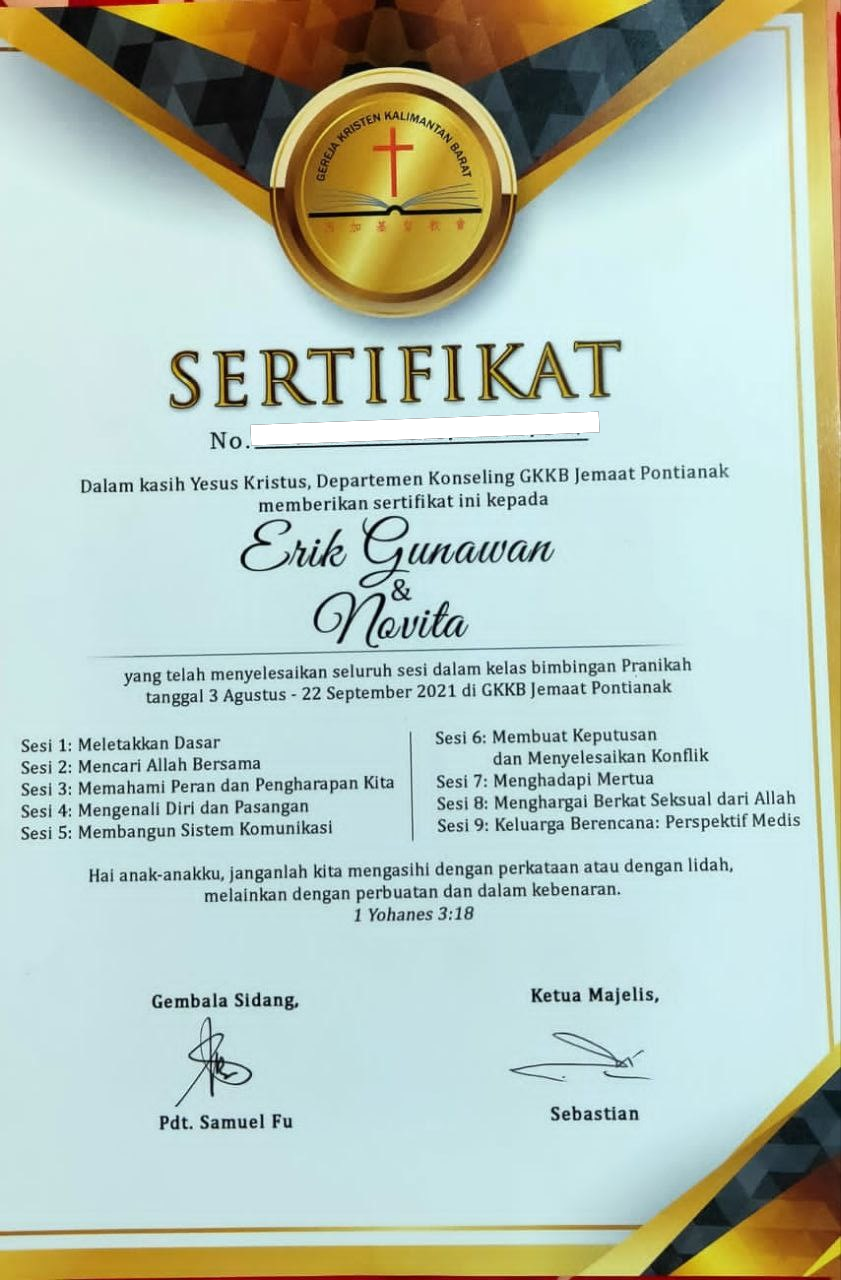 GEREJA KRISTEN KALIMANTAN BARAT
加 基 督 教 會
SERTIFIKAT
No.
Dalam kasih Yesus Kristus, Departemen Konseling GKKB Jemaat Pontianak
memberikan sertifikat ini kepada
Erik Gunawan
&
Novita
yang telah menyelesaikan seluruh sesi dalam kelas bimbingan Pranikah
tanggal 3 Agustus - 22 September 2021 di GKKB Jemaat Pontianak
Sesi 1: Meletakkan Dasar
Sesi 2: Mencari Allah Bersama
Sesi 3: Memahami Peran dan Pengharapan Kita
Sesi 4: Mengenali Diri dan Pasangan
Sesi 5: Membangun Sistem Komunikasi
Sesi 6: Membuat Keputusan
dan Menyelesaikan Konflik
Sesi 7: Menghadapi Mertua
Sesi 8: Menghargai Berkat Seksual dari Allah
Sesi 9: Keluarga Berencana: Perspektif Medis
Hai anak-anakku, janganlah kita mengasihi dengan perkataan atau dengan lidah,
melainkan dengan perbuatan dan dalam kebenaran.
1 Yohanes 3:18
Gembala Sidang,
Pdt. Samuel Fu
Ketua Majelis,
Sebastian